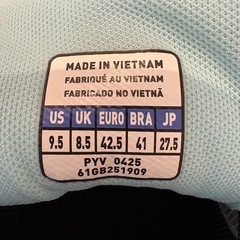 MADE IN VIETNAM
FABRIQUÉ AU VIETNAM
FABRICADO NO VIETNÃ
US UK EURO BRA JP
9.5 8.5 42.5 41 27.5
PYV 0425
61GB251909